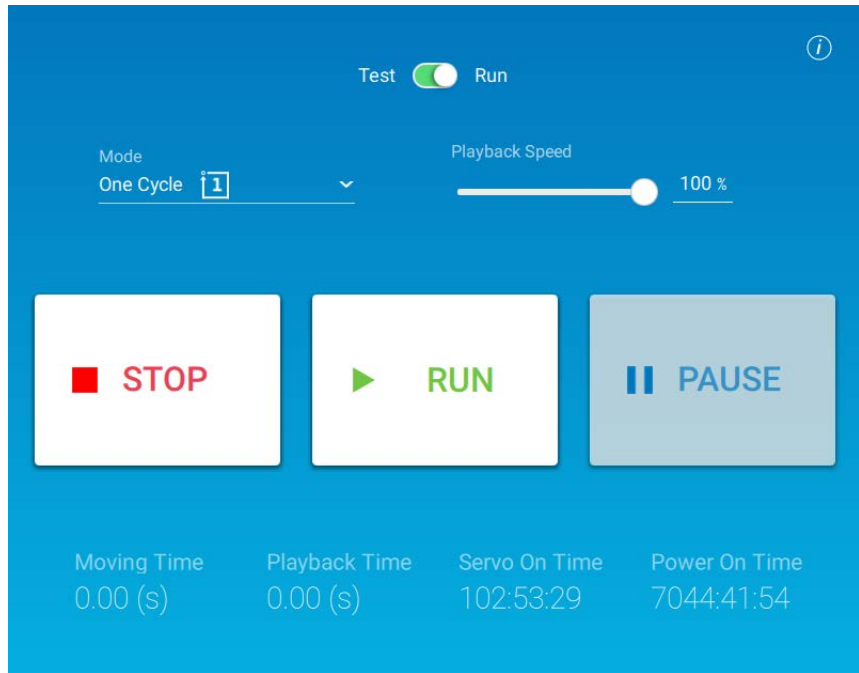 i
Test Run
Mode
Playback Speed
One Cycle 1
100 %
STOP
RUN
PAUSE
Moving Time Playback Time Servo On Time Power On Time
0.00 (s) 0.00 (s) 102:53:29 7044:41:54